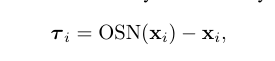 τ_i = OSN(x_i) − x_i,